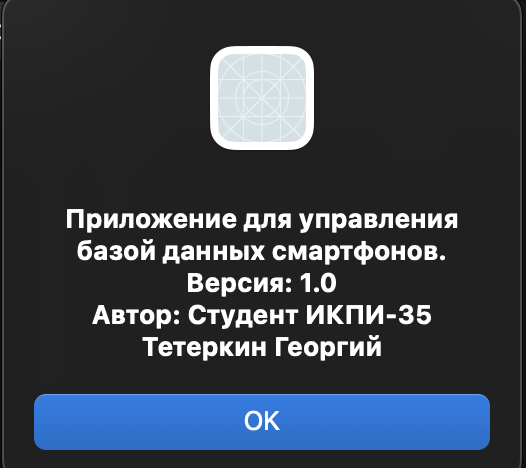 Приложение для управления
базой данных смартфонов.
Версия: 1.0
Автор: Студент ИКПИ-35
Тетеркин Георгий
OK